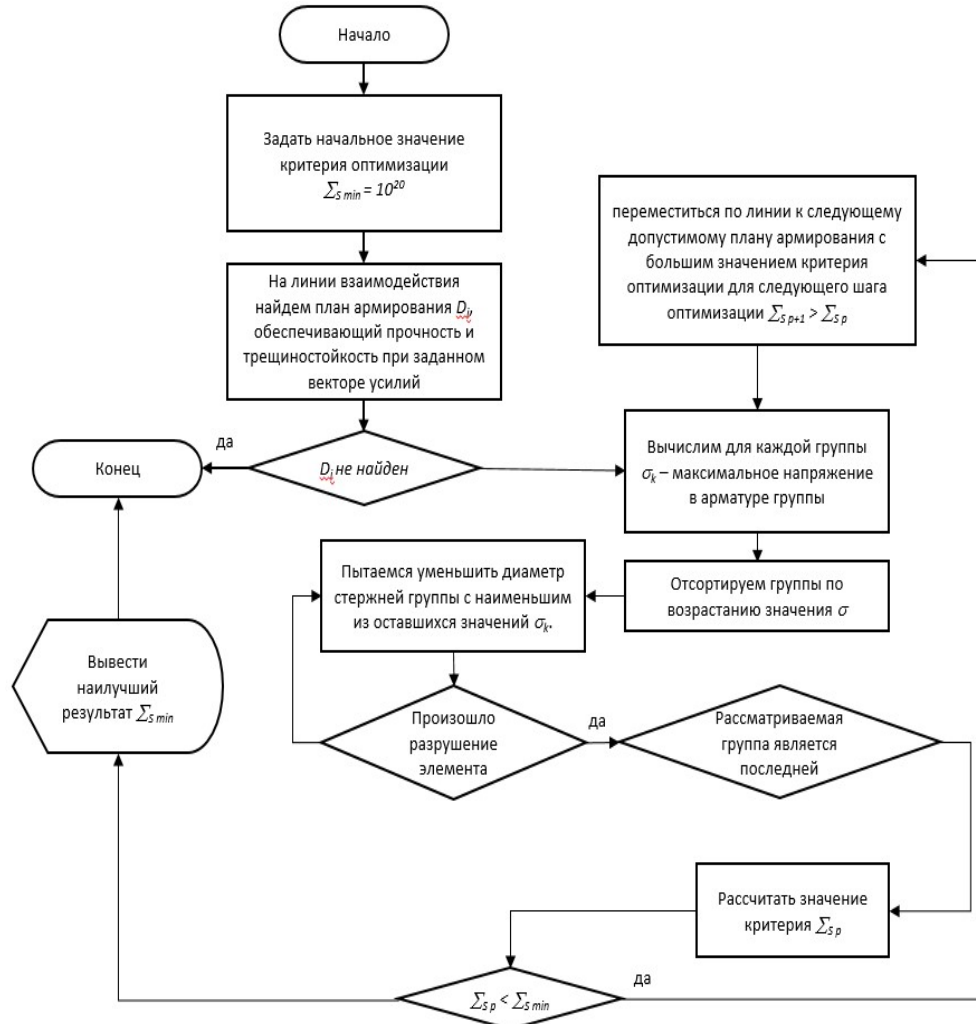 Начало
Задать начальное значение
критерия оптимизации
∑S min = 10²⁰
На линии взаимодействия
найдем план армирования Di,
обеспечивающий прочность и
трещиностойкость при заданном
векторе усилий
да
Di не найден
Конец
переместиться по линии к следующему
допустимому плану армирования с
большим значением критерия
оптимизации для следующего шага
оптимизации ∑S p+1 > ∑S p
Вычислим для каждой группы
σk – максимальное напряжение
в арматуре группы
Отсортируем группы по
возрастанию значения σ
Пытаемся уменьшить диаметр
стержней группы с наименьшим
из оставшихся значений σk.
Произошло
разрушение
элемента
да
Рассматриваемая
группа является
последней
Рассчитать значение
критерия ∑S p
∑S p < ∑S min
да
Вывести
наилучший
результат ∑S min